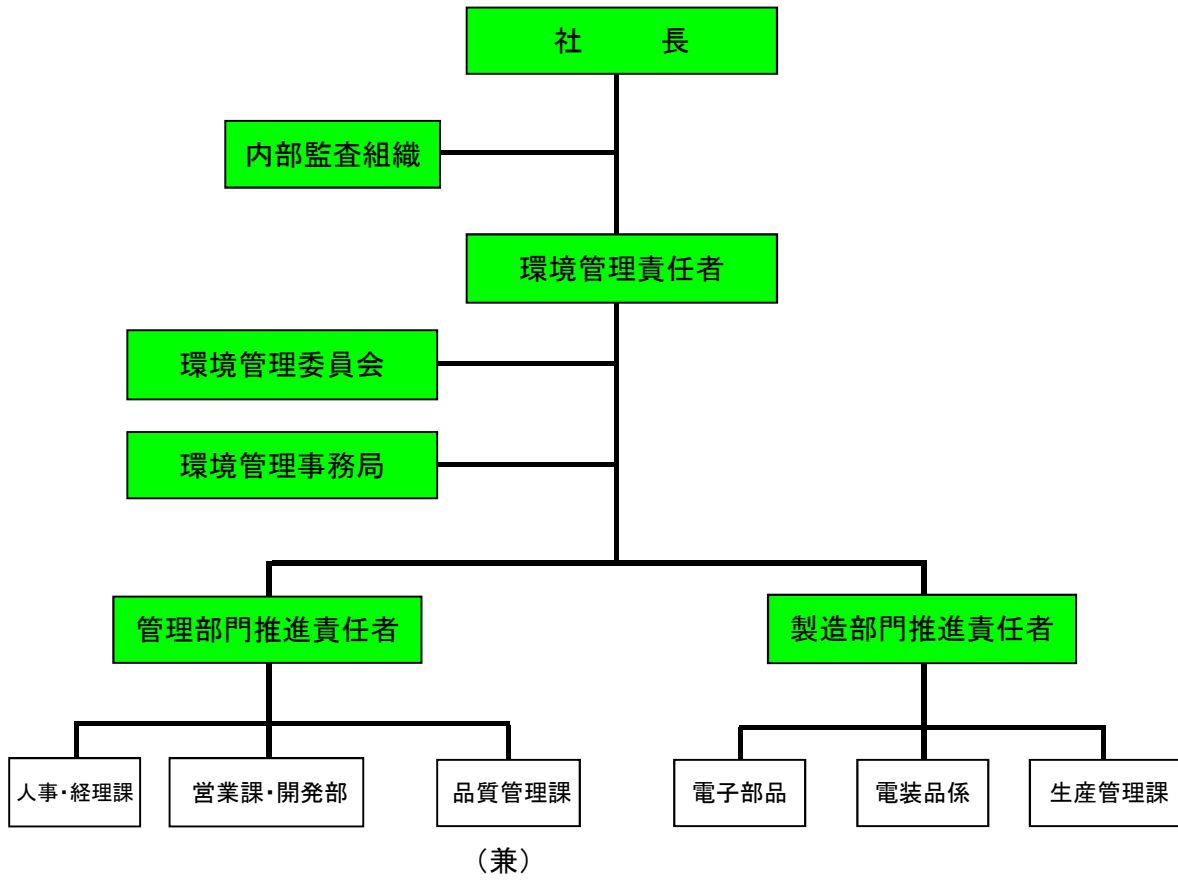 社　　　長
内部監査組織
環境管理責任者
環境管理委員会
環境管理事務局
管理部門推進責任者
製造部門推進責任者
人事・経理課
営業課・開発部
品質管理課
電子部品
電装品係
生産管理課
（兼）